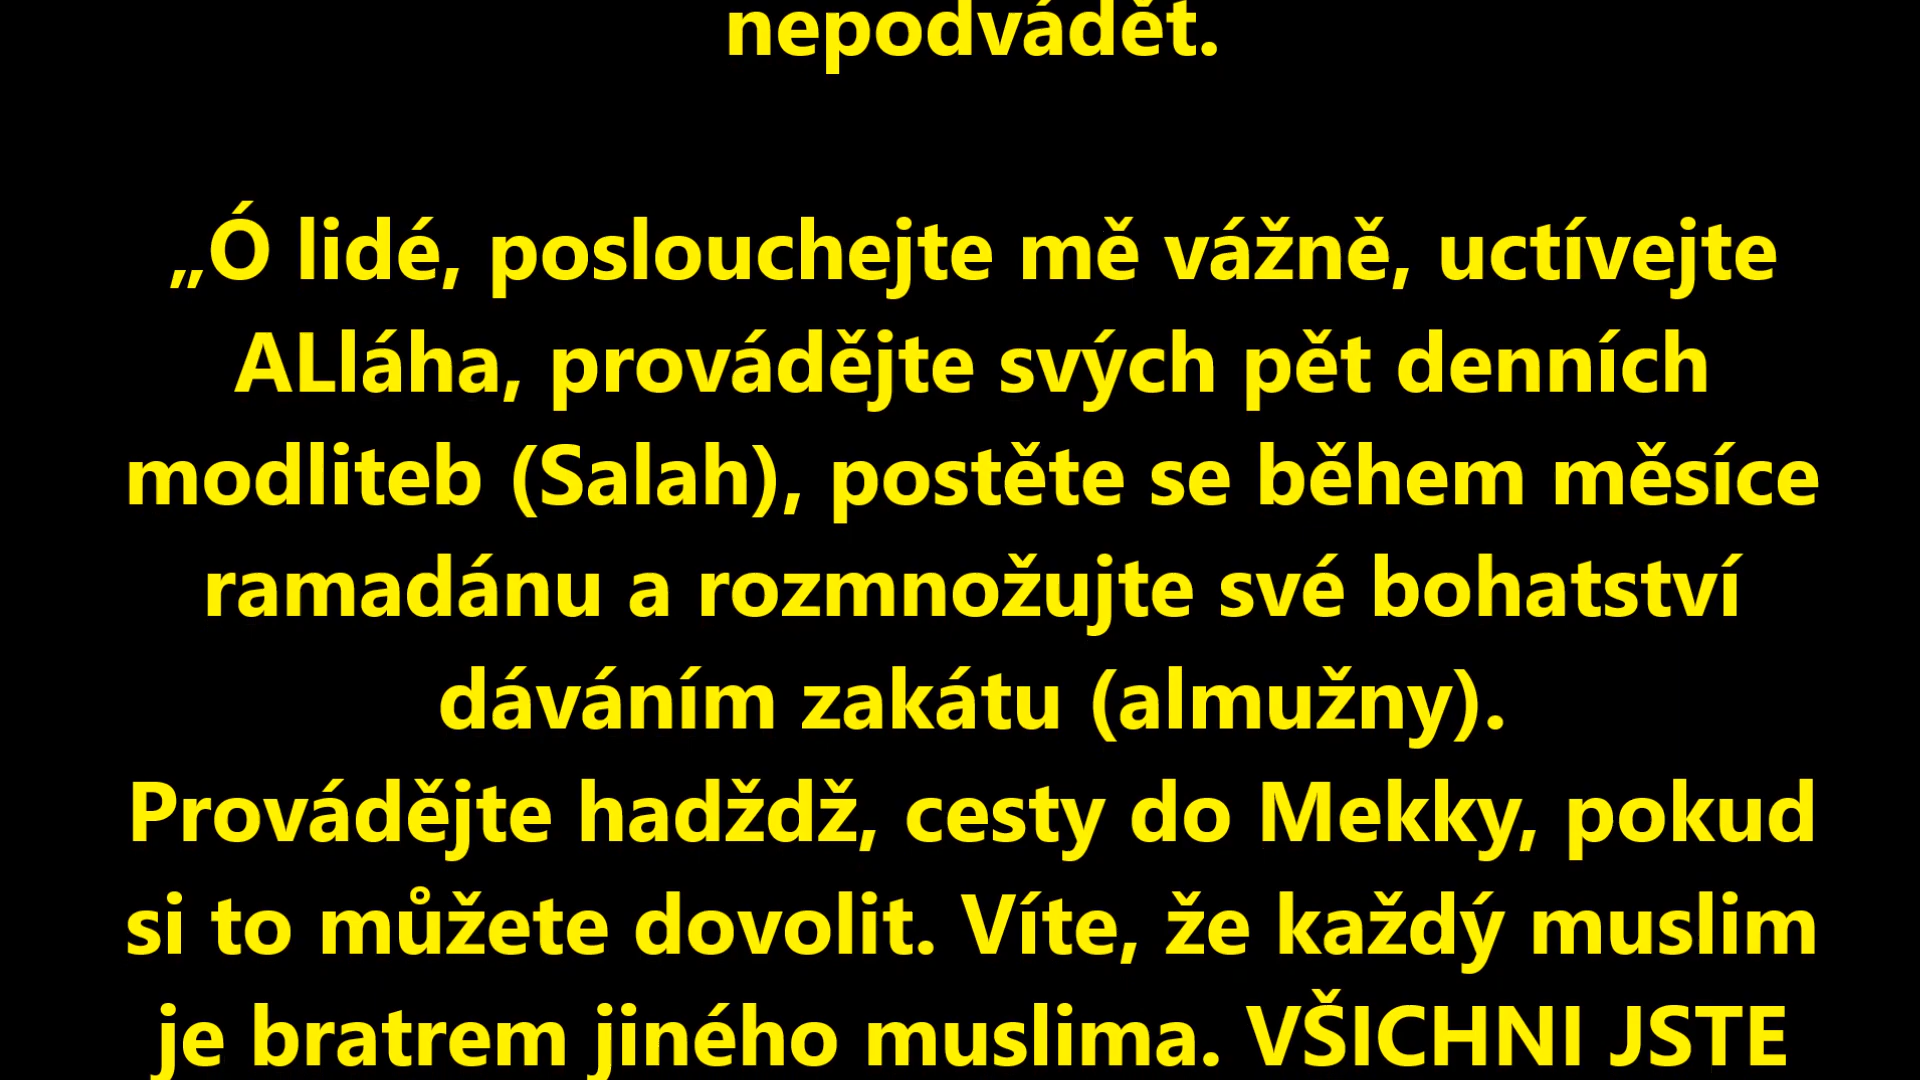 nepodvádět.
„Ó lidé, poslouchejte mě vážně, uctívejte
ALláha, provádějte svých pět denních
modliteb (Salah), postěte se během měsíce
ramadánu a rozmnožujte své bohatství
dáváním zakátu (almužny).
Provádějte hadždž, cesty do Mekky, pokud
si to můžete dovolit. Víte, že každý muslim
je bratrem jiného muslima. VŠICHNI JSTE